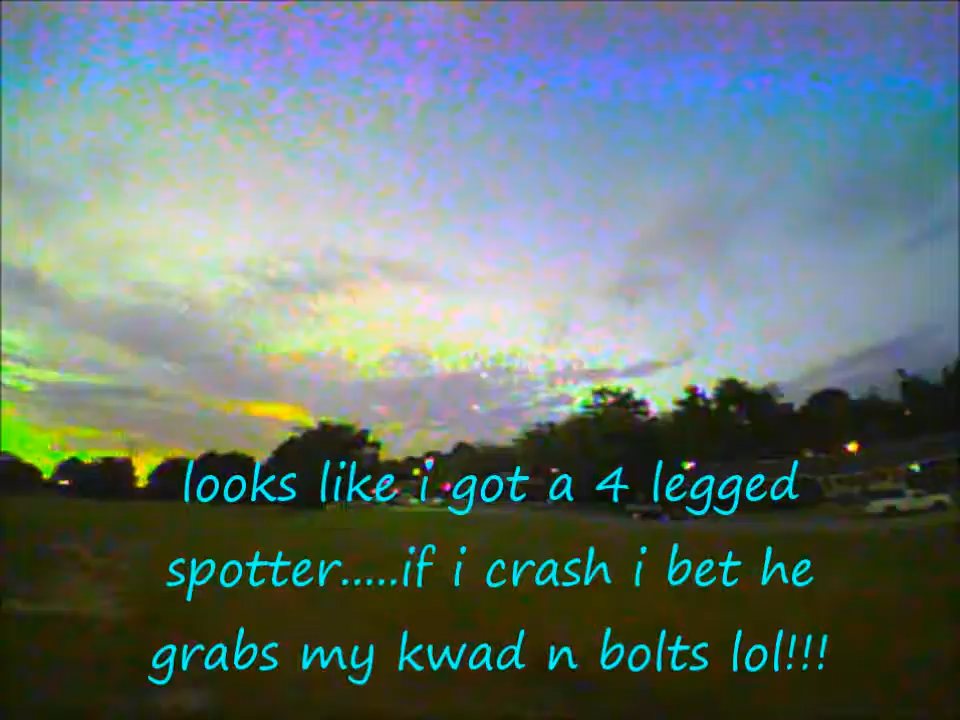 looks like i got a 4 legged
spotter.....if i crash i bet he
grabs my kwad n bolts lol!!!